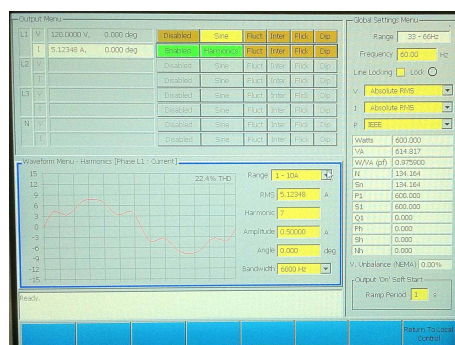 Output Menu
L1 V 120.0000 V, 0.000 deg Disabled Sine Fluct Inter Flick Dip
I 5.12348 A, 0.000 deg Enabled Harmonics Fluct Inter Flick Dip
L2 V Disabled Sine Fluct Inter Flick Dip
I Disabled Sine Fluct Inter Flick Dip
L3 V Disabled Sine Fluct Inter Flick Dip
I Disabled Sine Fluct Inter Flick Dip
N V Disabled Sine Fluct Inter Flick Dip
I Disabled Sine Fluct Inter Flick Dip
Waveform Menu - Harmonics [Phase L1 : Current]
22.4% THD
15
12
9
6
3
0
-3
-6
-9
-12
-15
Range 1 - 10A
RMS 5.12348 A
Harmonic 7
Amplitude 0.50000 A
Angle 0.000 deg
Bandwidth 6000 Hz
Ready.
Global Settings Menu
Range 33 - 66Hz
Frequency 60.00 Hz
Line Locking Lock
V Absolute RMS
I Absolute RMS
P IEEE
Watts 600.000
VA 614.817
W/VA (pf) 0.975900
N 134.164
Sn 134.164
P1 600.000
S1 600.000
Q1 0.000
Ph 0.000
Sh 0.000
Nh 0.000
V. Unbalance (NEMA) 0.00%
Output 'On' Soft Start
Ramp Period 1 s
Return To Local
Control